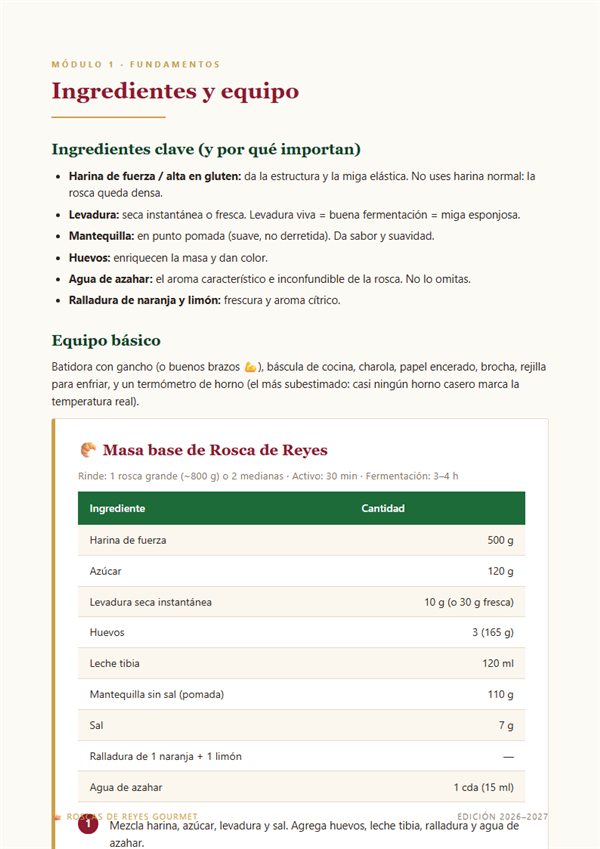 MÓDULO 1 · FUNDAMENTOS
Ingredientes y equipo
Ingredientes clave (y por qué importan)
• Harina de fuerza / alta en gluten: da la estructura y la miga elástica. No uses harina normal: la
rosca queda densa.
• Levadura: seca instantánea o fresca. Levadura viva = buena fermentación = miga esponjosa.
• Mantequilla: en punto pomada (suave, no derretida). Da sabor y suavidad.
• Huevos: enriquecen la masa y dan color.
• Agua de azahar: el aroma característico e inconfundible de la rosca. No lo omitas.
• Ralladura de naranja y limón: frescura y aroma cítrico.
Equipo básico
Batidora con gancho (o buenos brazos 💪), báscula de cocina, charola, papel encerado, brocha, rejilla
para enfriar, y un termómetro de horno (el más subestimado: casi ningún horno casero marca la
temperatura real).
🥐 Masa base de Rosca de Reyes
Rinde: 1 rosca grande (~800 g) o 2 medianas · Activo: 30 min · Fermentación: 3–4 h
Ingrediente Cantidad
Harina de fuerza 500 g
Azúcar 120 g
Levadura seca instantánea 10 g (o 30 g fresca)
Huevos 3 (165 g)
Leche tibia 120 ml
Mantequilla sin sal (pomada) 110 g
Sal 7 g
Ralladura de 1 naranja + 1 limón —
Agua de azahar 1 cda (15 ml)
ROSCAS DE REYES GOURMET EDICIÓN 2026–2027
1 Mezcla harina, azúcar, levadura y sal. Agrega huevos, leche tibia, ralladura y agua de
azahar.